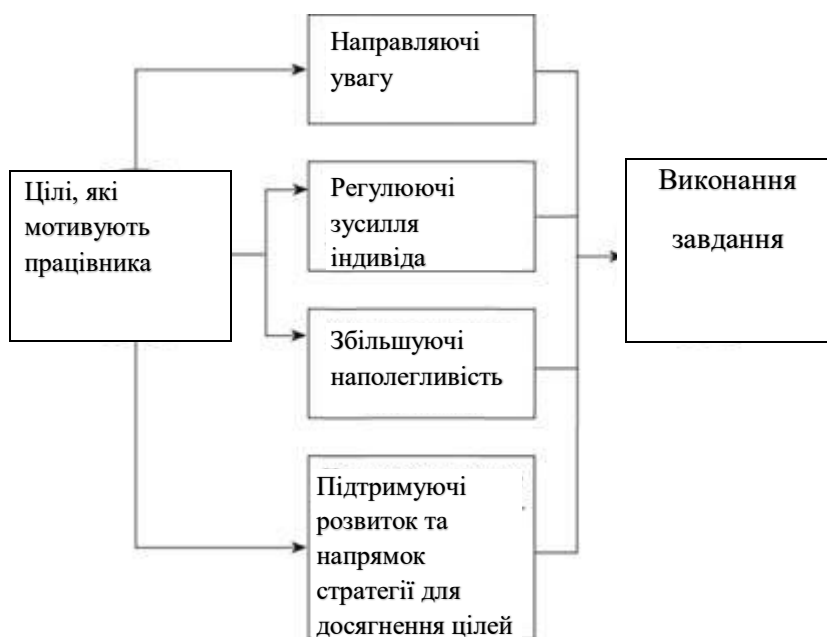 Направляючі
увагу
Цілі, які
мотивують
працівника
Регулюючі
зусилля
індивіда
Збільшуючі
наполегливість
Підтримуючі
розвиток та
напрямок
стратегії для
досягнення цілей
Виконання
завдання